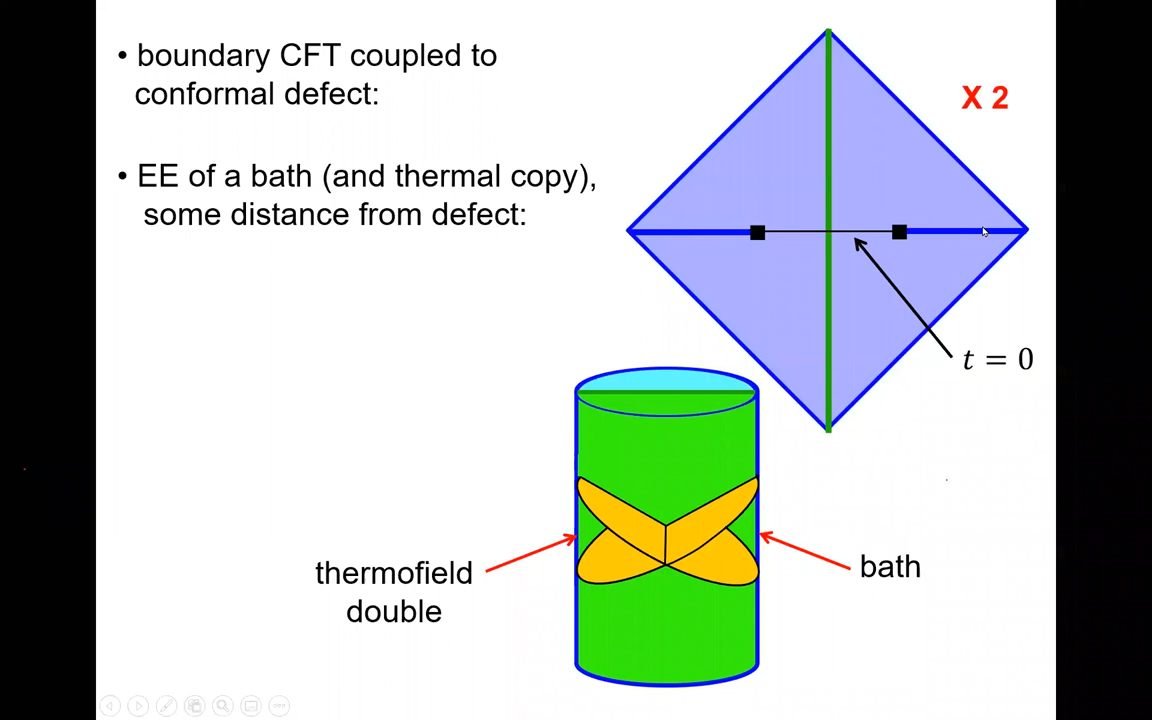 • boundary CFT coupled to
conformal defect:
X 2
• EE of a bath (and thermal copy),
some distance from defect:
t = 0
thermofield
double
bath